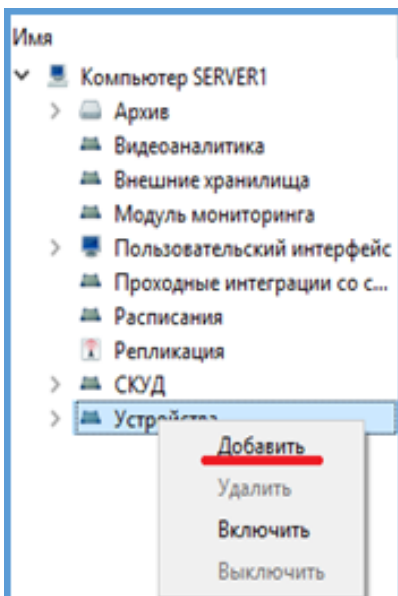 Имя
Компьютер SERVER1
Архив
Видеоаналитика
Внешние хранилища
Модуль мониторинга
Пользовательский интерфейс
Проходные интеграции со с...
Расписания
Репликация
СКУД
Устройства
Добавить
Удалить
Включить
Выключить